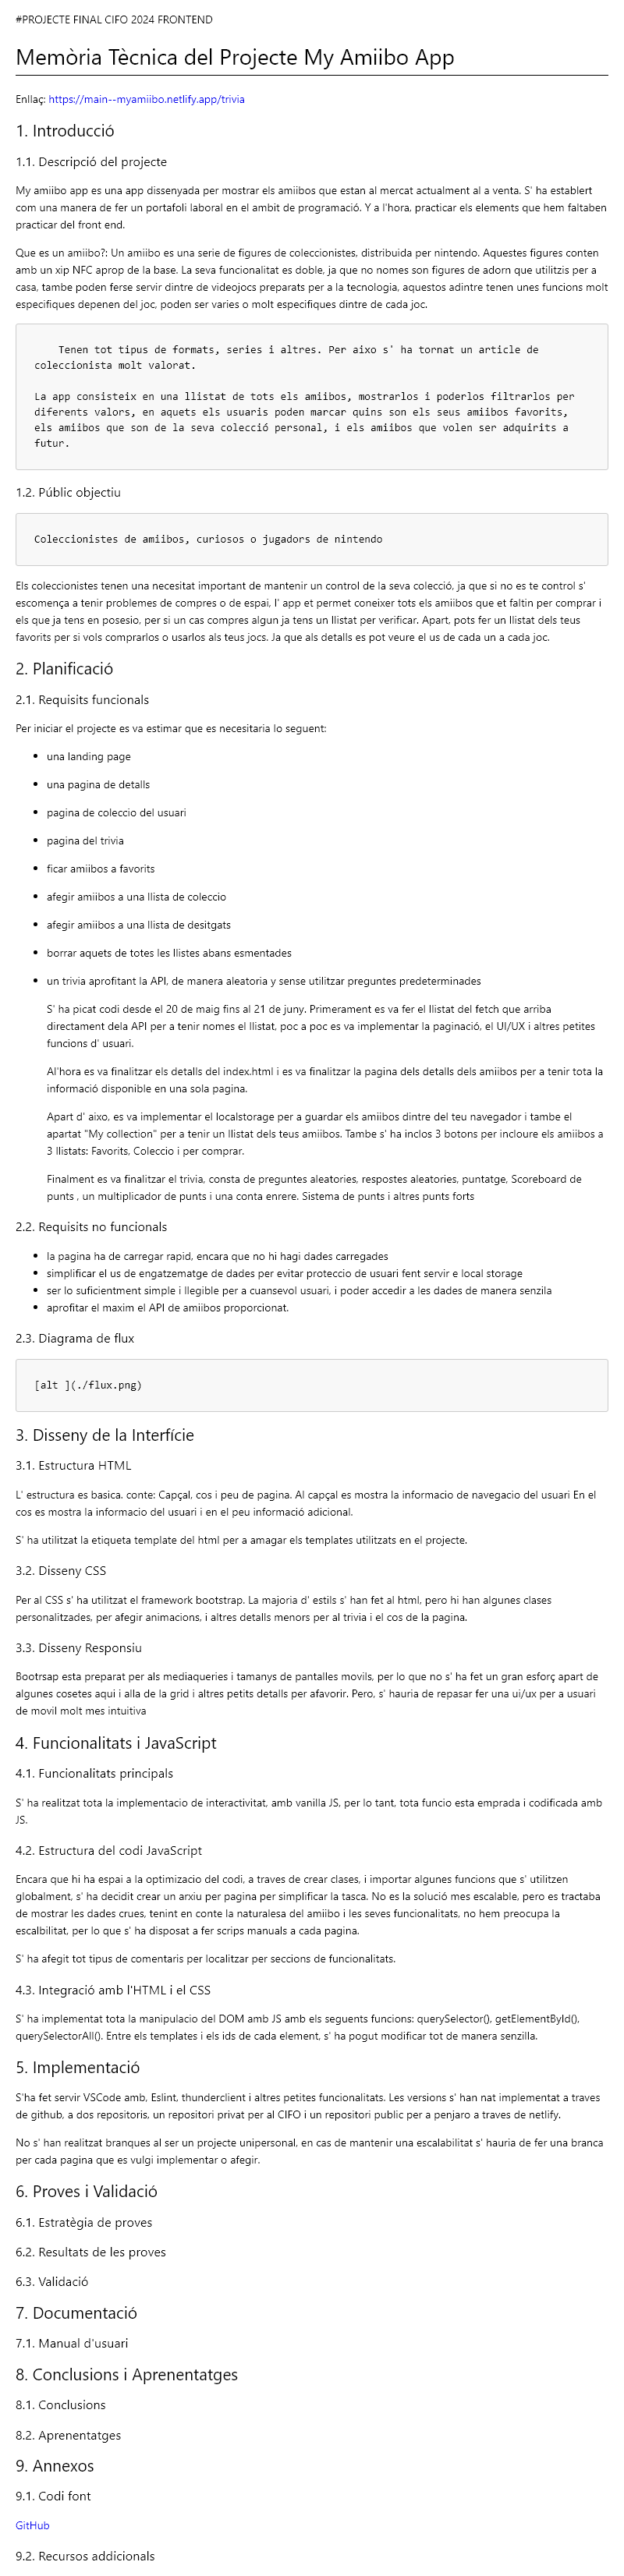 #PROJECTE FINAL CIFO 2024 FRONTEND
Memòria Tècnica del Projecte My Amiibo App
Enllaç: https://main--myamiibo.netlify.app/trivia
1. Introducció
1.1. Descripció del projecte
My amiibo app es una app dissenyada per mostrar els amiibos que estan al mercat actualment al a venta. S' ha establert
com una manera de fer un portafoli laboral en el ambit de programació. Y a l'hora, practicar els elements que hem faltaben
practicar del front end.
Que es un amiibo?: Un amiibo es una serie de figures de coleccionistes, distribuida per nintendo. Aquestes figures conten
amb un xip NFC aprop de la base. La seva funcionalitat es doble, ja que no nomes son figures de adorn que utilitzis per a
casa, tambe poden ferse servir dintre de videojocs preparats per a la tecnologia, aquestos adintre tenen unes funcions molt
especifiques depenen del joc, poden ser varies o molt especifiques dintre de cada joc.
Tenen tot tipus de formats, series i altres. Per aixo s' ha tornat un article de
coleccionista molt valorat.
La app consisteix en una llistat de tots els amiibos, mostrarlos i poderlos filtrarlos per
diferents valors, en aquets els usuaris poden marcar quins son els seus amiibos favorits,
els amiibos que son de la seva colecció personal, i els amiibos que volen ser adquirits a
futur.
1.2. Públic objectiu
Coleccionistes de amiibos, curiosos o jugadors de nintendo
Els coleccionistes tenen una necesitat important de mantenir un control de la seva colecció, ja que si no es te control s'
escomença a tenir problemes de compres o de espai, l' app et permet coneixer tots els amiibos que et faltin per comprar i
els que ja tens en posesio, per si un cas compres algun ja tens un llistat per verificar. Apart, pots fer un llistat dels teus
favorits per si vols comprarlos o usarlos als teus jocs. Ja que als detalls es pot veure el us de cada un a cada joc.
2. Planificació
2.1. Requisits funcionals
Per iniciar el projecte es va estimar que es necesitaria lo seguent:
• una landing page
• una pagina de detalls
• pagina de coleccio del usuari
• pagina del trivia
• ficar amiibos a favorits
• afegir amiibos a una llista de coleccio
• afegir amiibos a una llista de desitgats
• borrar aquets de totes les llistes abans esmentades
• un trivia aprofitant la API, de manera aleatoria y sense utilitzar preguntes predeterminades
S' ha picat codi desde el 20 de maig fins al 21 de juny. Primerament es va fer el llistat del fetch que arriba
directament dela API per a tenir nomes el llistat, poc a poc es va implementar la paginació, el UI/UX i altres petites
funcions d' usuari.
Al'hora es va finalitzar els detalls del index.html i es va finalitzar la pagina dels detalls dels amiibos per a tenir tota la
informació disponible en una sola pagina.
Apart d' aixo, es va implementar el localstorage per a guardar els amiibos dintre del teu navegador i tambe el
apartat "My collection" per a tenir un llistat dels teus amiibos. Tambe s' ha inclos 3 botons per incloure els amiibos a
3 llistats: Favorits, Coleccio i per comprar.
Finalment es va finalitzar el trivia, consta de preguntes aleatories, respostes aleatories, puntatge, Scoreboard de
punts , un multiplicador de punts i una conta enrere. Sistema de punts i altres punts forts
2.2. Requisits no funcionals
• la pagina ha de carregar rapid, encara que no hi hagi dades carregades
• simplificar el us de engatzematge de dades per evitar proteccio de usuari fent servir e local storage
• ser lo suficientment simple i llegible per a cuansevol usuari, i poder accedir a les dades de manera senzila
• aprofitar el maxim el API de amiibos proporcionat.
2.3. Diagrama de flux
[alt ](./flux.png)
3. Disseny de la Interfície
3.1. Estructura HTML
L' estructura es basica. conte: Capçal, cos i peu de pagina. Al capçal es mostra la informacio de navegacio del usuari En el
cos es mostra la informacio del usuari i en el peu informació adicional.
S' ha utilitzat la etiqueta template del html per a amagar els templates utilitzats en el projecte.
3.2. Disseny CSS
Per al CSS s' ha utilitzat el framework bootstrap. La majoria d' estils s' han fet al html, pero hi han algunes clases
personalitzades, per afegir animacions, i altres detalls menors per al trivia i el cos de la pagina.
3.3. Disseny Responsiu
Bootrsap esta preparat per als mediaqueries i tamanys de pantalles movils, per lo que no s' ha fet un gran esforç apart de
algunes cosetes aqui i alla de la grid i altres petits detalls per afavorir. Pero, s' hauria de repasar fer una ui/ux per a usuari
de movil molt mes intuitiva
4. Funcionalitats i JavaScript
4.1. Funcionalitats principals
S' ha realitzat tota la implementacio de interactivitat, amb vanilla JS, per lo tant, tota funcio esta emprada i codificada amb
JS.
4.2. Estructura del codi JavaScript
Encara que hi ha espai a la optimizacio del codi, a traves de crear clases, i importar algunes funcions que s' utilitzen
globalment, s' ha decidit crear un arxiu per pagina per simplificar la tasca. No es la solució mes escalable, pero es tractaba
de mostrar les dades crues, tenint en conte la naturalesa del amiibo i les seves funcionalitats, no hem preocupa la
escalbilitat, per lo que s' ha disposat a fer scrips manuals a cada pagina.
S' ha afegit tot tipus de comentaris per localitzar per seccions de funcionalitats.
4.3. Integració amb l'HTML i el CSS
S' ha implementat tota la manipulacio del DOM amb JS amb els seguents funcions: querySelector(), getElementById(),
querySelectorAll(). Entre els templates i els ids de cada element, s' ha pogut modificar tot de manera senzilla.
5. Implementació
S'ha fet servir VSCode amb, Eslint, thunderclient i altres petites funcionalitats. Les versions s' han nat implementat a traves
de github, a dos repositoris, un repositori privat per al CIFO i un repositori public per a penjaro a traves de netlify.
No s' han realitzat branques al ser un projecte unipersonal, en cas de mantenir una escalabilitat s' hauria de fer una branca
per cada pagina que es vulgi implementar o afegir.
6. Proves i Validació
6.1. Estratègia de proves
6.2. Resultats de les proves
6.3. Validació
7. Documentació
7.1. Manual d'usuari
8. Conclusions i Aprenentatges
8.1. Conclusions
8.2. Aprenentatges
9. Annexos
9.1. Codi font
GitHub
9.2. Recursos addicionals